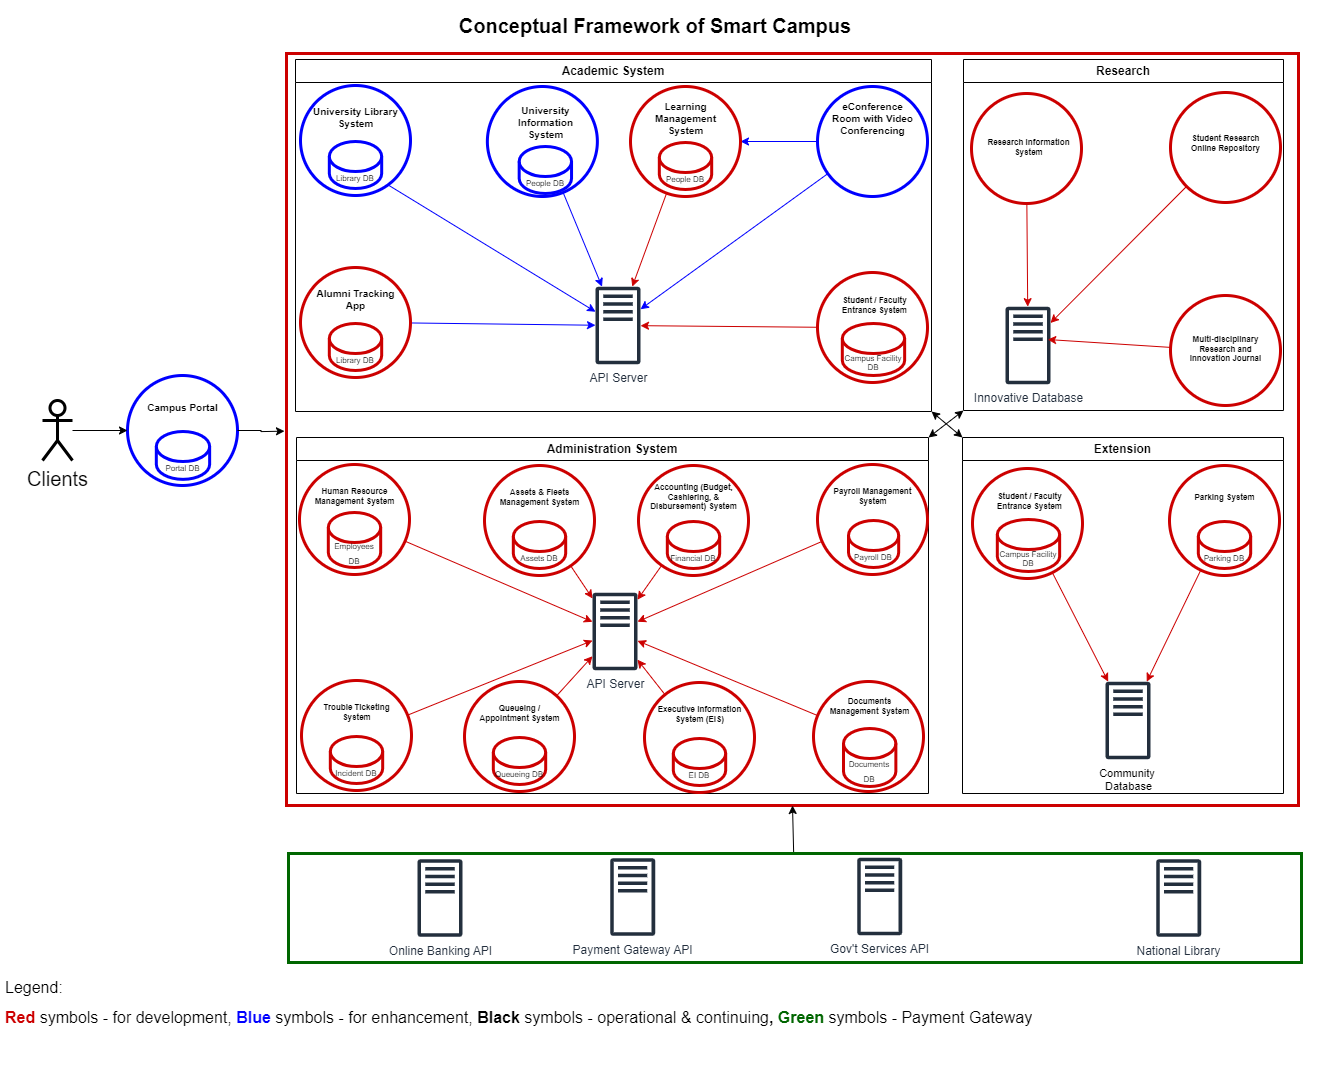 Conceptual Framework of Smart Campus
Academic System
University Library
System
Library DB
University
Information
System
People DB
Learning
Management
System
People DB
eConference
Room with Video
Conferencing
Alumni Tracking
App
Library DB
API Server
Student / Faculty
Entrance System
Campus Facility
DB
Research
Research Information
System
Student Research
Online Repository
Multi-disciplinary
Research and
Innovation Journal
Innovative Database
Clients
Campus Portal
Portal DB
Administration System
Human Resource
Management System
Employees
DB
Assets & Fleets
Management System
Assets DB
Accounting (Budget,
Cashiering, &
Disbursement) System
Financial DB
Payroll Management
System
Payroll DB
API Server
Trouble Ticketing
System
Incident DB
Queueing /
Appointment System
Queueing DB
Executive Information
System (EIS)
EI DB
Documents
Management System
Documents
DB
Extension
Student / Faculty
Entrance System
Campus Facility
DB
Parking System
Parking DB
Community
Database
Online Banking API
Payment Gateway API
Gov't Services API
National Library
Legend:
Red symbols - for development, Blue symbols - for enhancement, Black symbols - operational & continuing, Green symbols - Payment Gateway